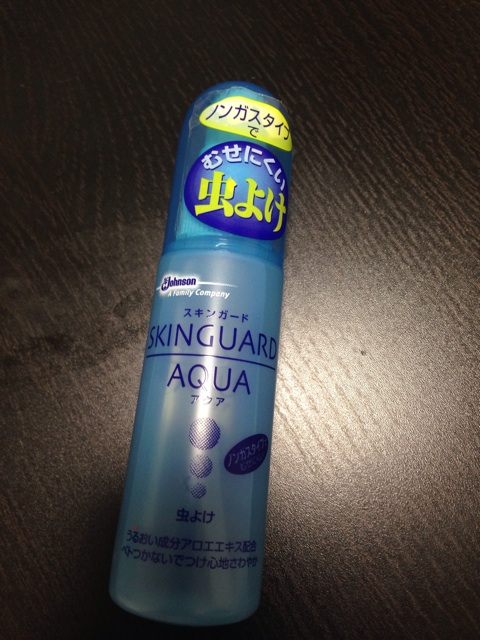 ノンガスタイプ
で
むせにくい
虫よけ
Johnson
A Family Company
スキンガード
SKINGUARD
AQUA
アクア
ノンガスタイプ
虫よけ
うるおい成分アロエエキス配合
ベトつかないでつけ心地さわやか